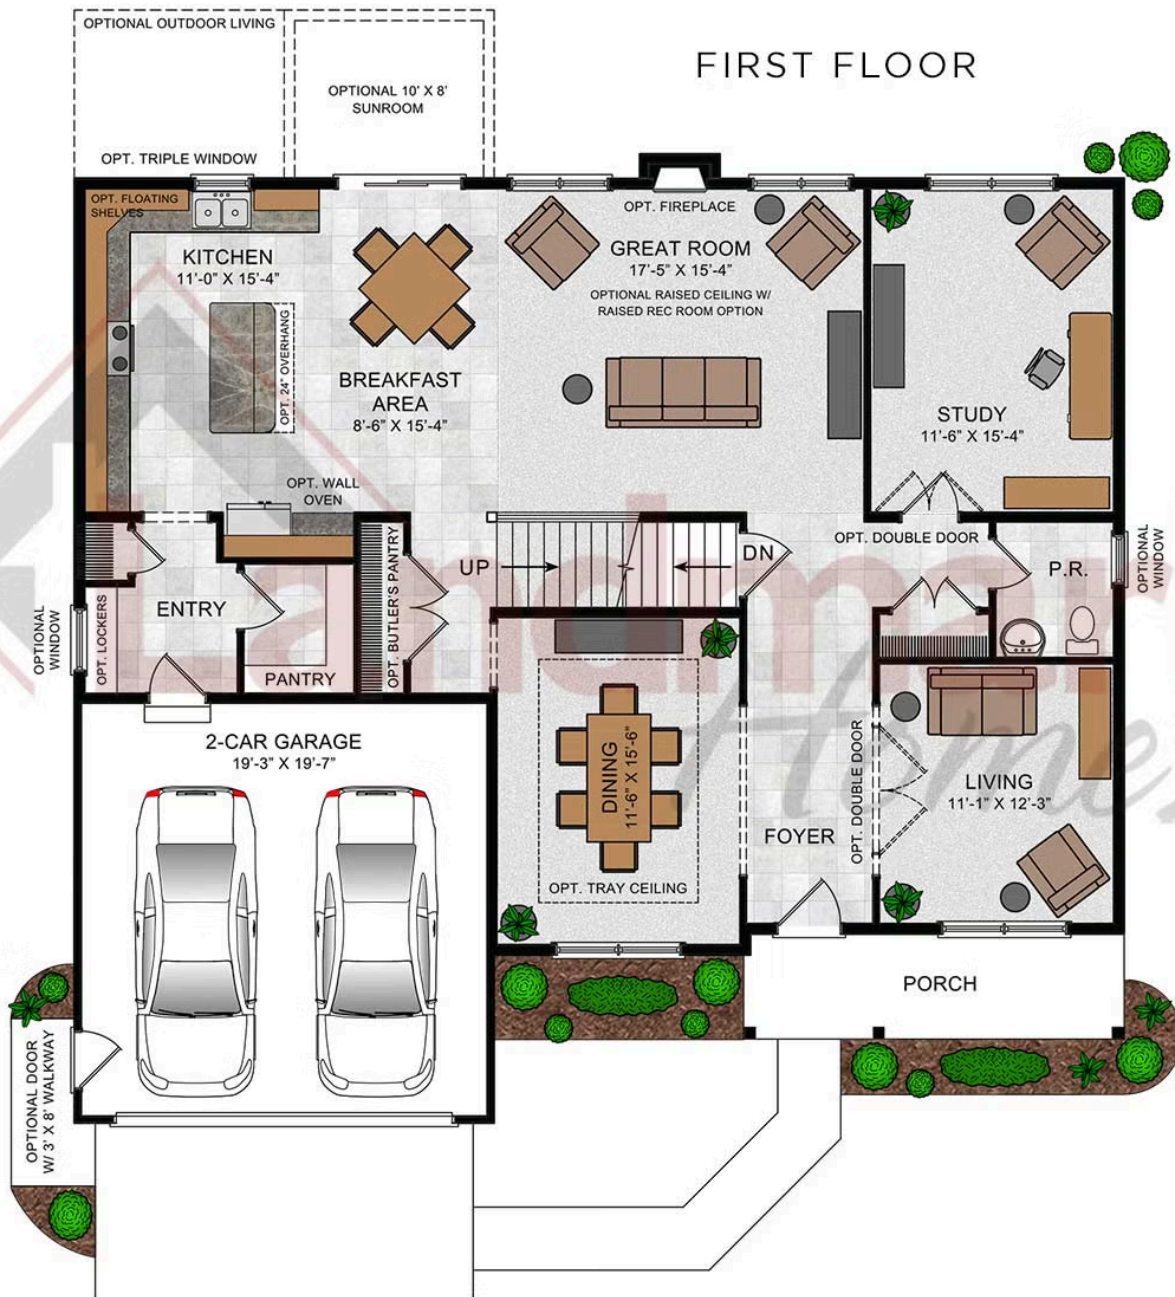 OPTIONAL OUTDOOR LIVING
FIRST FLOOR
OPTIONAL 10' X 8'
SUNROOM
OPT. TRIPLE WINDOW
OPT. FLOATING
SHELVES
OPT. FIREPLACE
KITCHEN
11'-0" X 15'-4"
GREAT ROOM
17'-5" X 15'-4"
OPTIONAL RAISED CEILING W/
RAISED REC ROOM OPTION
OPT. 24" OVERHANG
BREAKFAST
AREA
8'-6" X 15'-4"
STUDY
11'-6" X 15'-4"
OPT. WALL
OVEN
OPT. DOUBLE DOOR
UP
DN
P.R.
OPTIONAL
WINDOW
ENTRY
OPTIONAL
WINDOW
OPT. LOCKERS
OPT. BUTLER'S PANTRY
PANTRY
Landmar
Homes
2-CAR GARAGE
19'-3" X 19'-7"
DINING
11'-6" X 15'-6"
OPT. TRAY CEILING
FOYER
OPT. DOUBLE DOOR
LIVING
11'-1" X 12'-3"
PORCH
OPTIONAL DOOR
W/ 3' X 8' WALKWAY